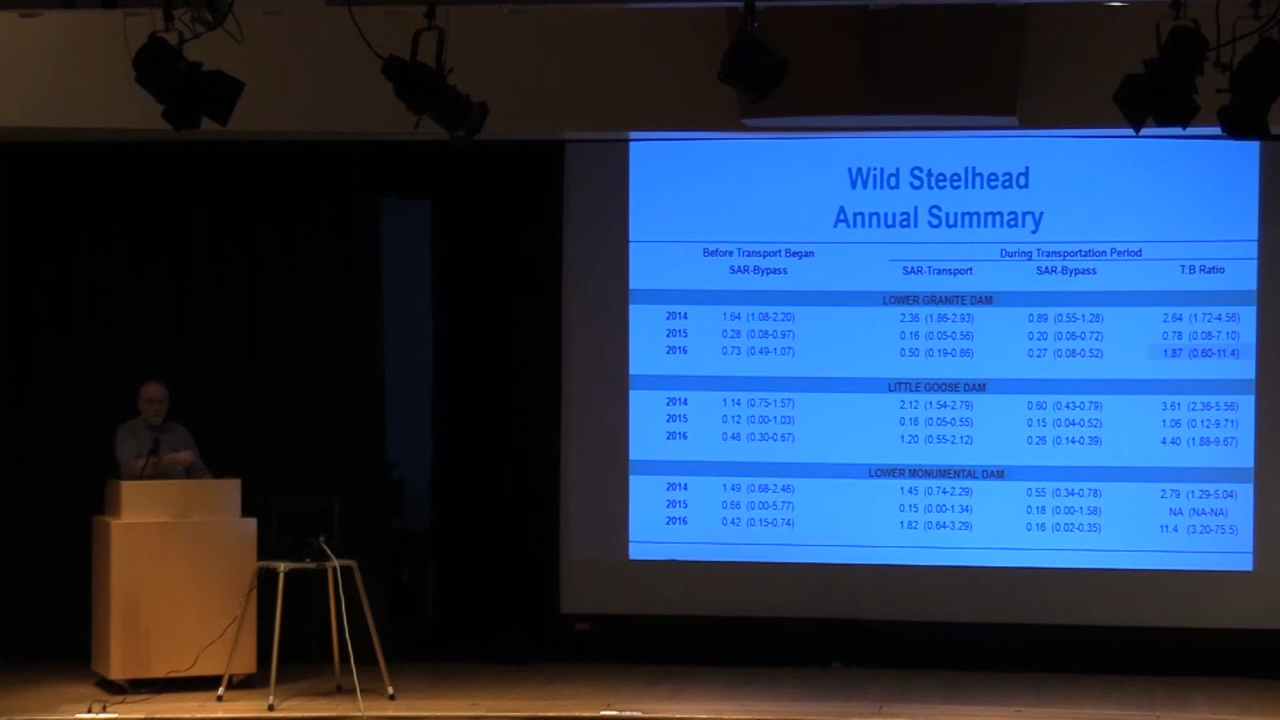 Wild Steelhead
Annual Summary
Before Transport Began During Transportation Period
SAR-Bypass SAR-Transport SAR-Bypass T:B Ratio
LOWER GRANITE DAM
2014 1.64 (1.08-2.20) 2.36 (1.86-2.93) 0.89 (0.55-1.28) 2.64 (1.72-4.56)
2015 0.28 (0.08-0.97) 0.16 (0.05-0.56) 0.20 (0.06-0.72) 0.78 (0.08-7.10)
2016 0.73 (0.49-1.07) 0.50 (0.19-0.86) 0.27 (0.08-0.52) 1.87 (0.60-11.4)
LITTLE GOOSE DAM
2014 1.14 (0.75-1.57) 2.12 (1.54-2.79) 0.60 (0.43-0.79) 3.61 (2.36-5.56)
2015 0.12 (0.00-1.03) 0.16 (0.05-0.55) 0.15 (0.04-0.52) 1.06 (0.12-9.71)
2016 0.48 (0.30-0.67) 1.20 (0.55-2.12) 0.26 (0.14-0.39) 4.40 (1.88-9.67)
LOWER MONUMENTAL DAM
2014 1.49 (0.68-2.46) 1.45 (0.74-2.29) 0.55 (0.34-0.78) 2.79 (1.29-5.04)
2015 0.66 (0.00-5.77) 0.15 (0.00-1.34) 0.18 (0.00-1.58) NA (NA-NA)
2016 0.42 (0.15-0.74) 1.82 (0.64-3.29) 0.16 (0.02-0.35) 11.4 (3.20-75.5)